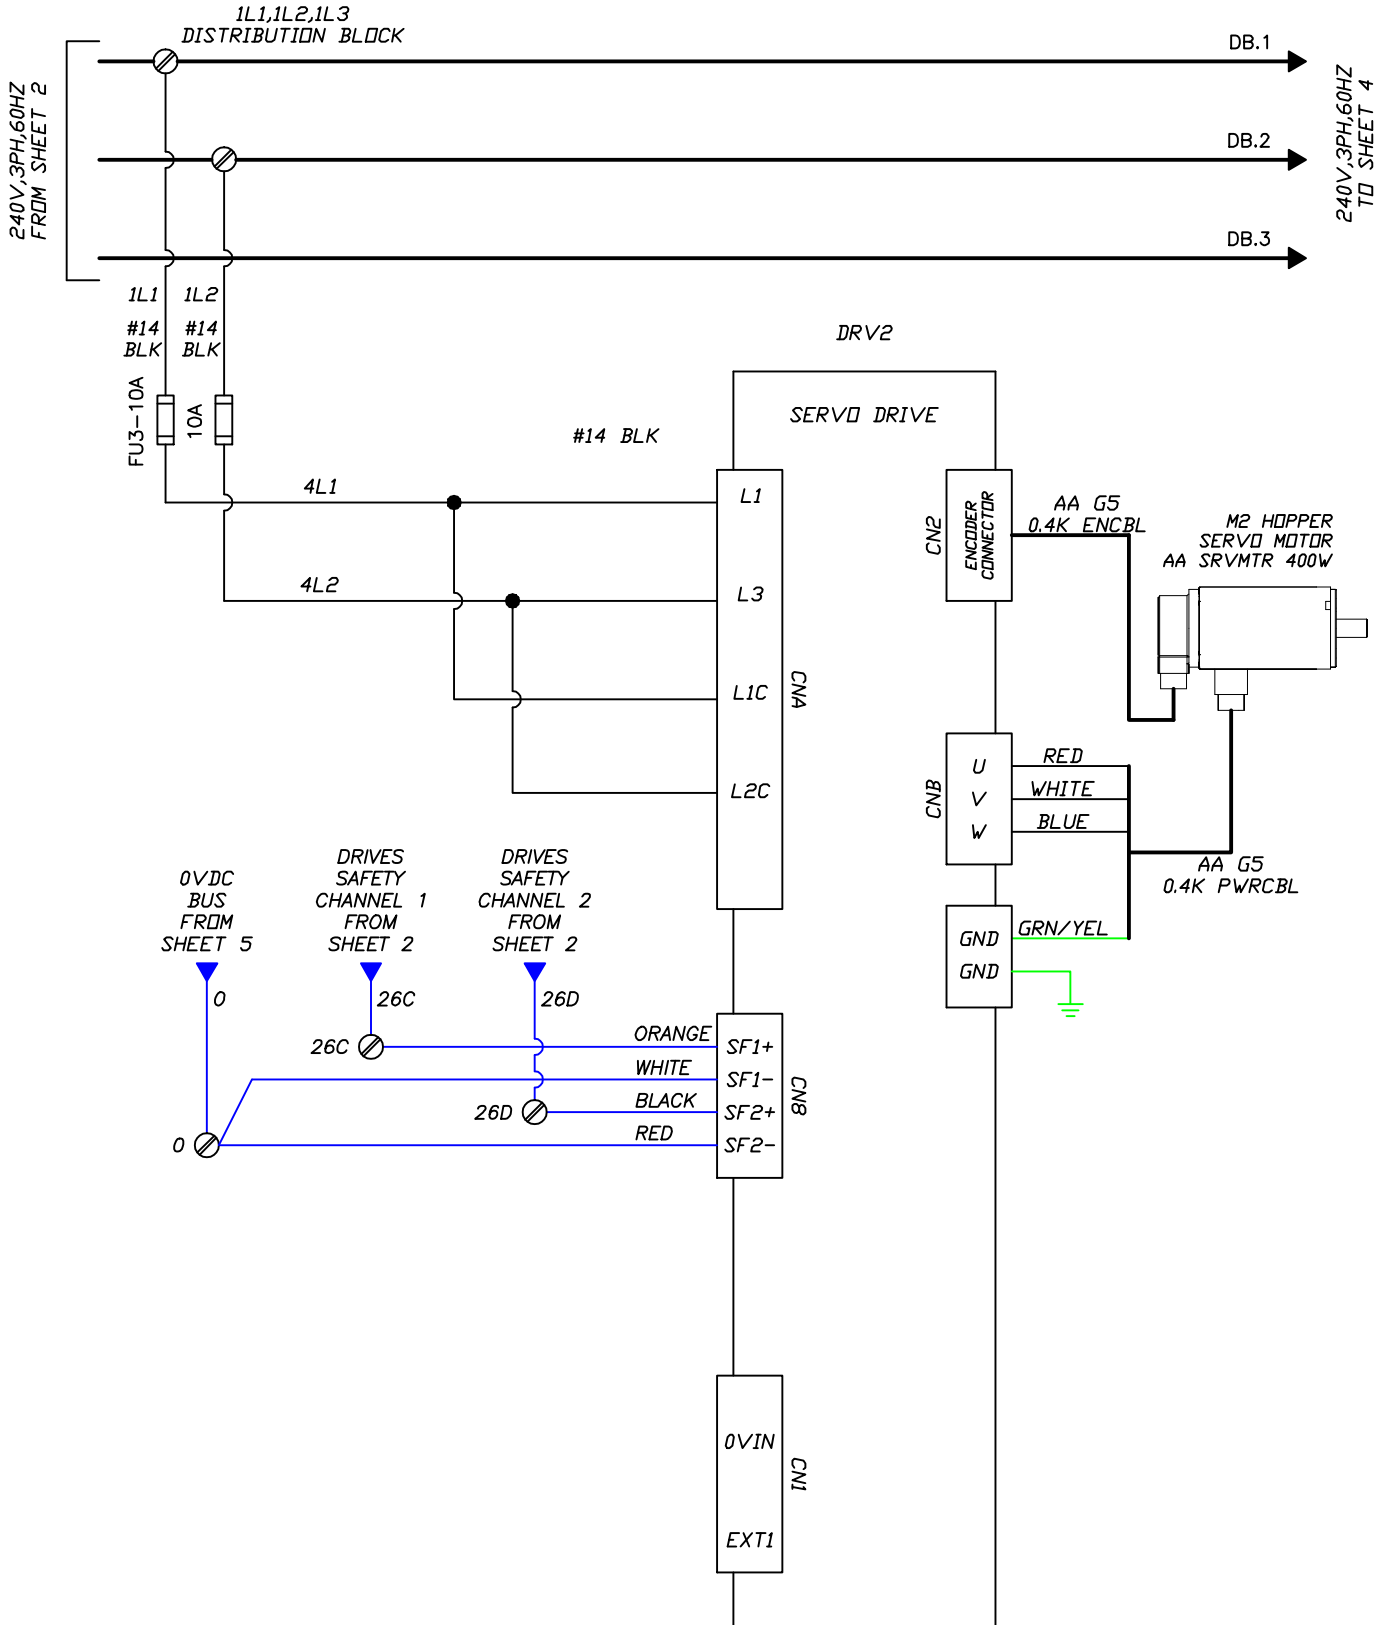 1L1,1L2,1L3
DISTRIBUTION BLOCK
240V,3PH,60HZ
FROM SHEET 2
DB.1
DB.2
DB.3
240V,3PH,60HZ
TO SHEET 4
1L1
1L2
#14
BLK
#14
BLK
FU3-10A
10A
DRV2
SERVO DRIVE
#14 BLK
4L1
4L2
L1
L3
L1C
L2C
CNA
CN2
ENCODER
CONNECTOR
AA G5
0.4K ENCBL
M2 HOPPER
SERVO MOTOR
AA SRVMTR 400W
CNB
U
V
W
RED
WHITE
BLUE
AA G5
0.4K PWRCBL
GND
GND
GRN/YEL
0VDC
BUS
FROM
SHEET 5
DRIVES
SAFETY
CHANNEL 1
FROM
SHEET 2
DRIVES
SAFETY
CHANNEL 2
FROM
SHEET 2
0
26C
26D
26C
26D
0
ORANGE
WHITE
BLACK
RED
SF1+
SF1-
SF2+
SF2-
CN8
0VIN
EXT1
CN1